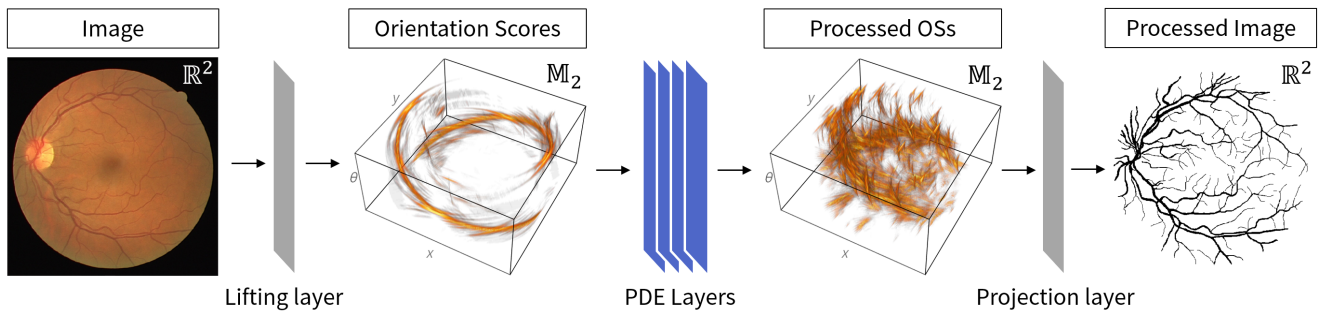 Image
Orientation Scores
Processed OSs
Processed Image
ℝ²
𝕄₂
𝕄₂
ℝ²
y
θ
x
y
θ
x
Lifting layer
PDE Layers
Projection layer